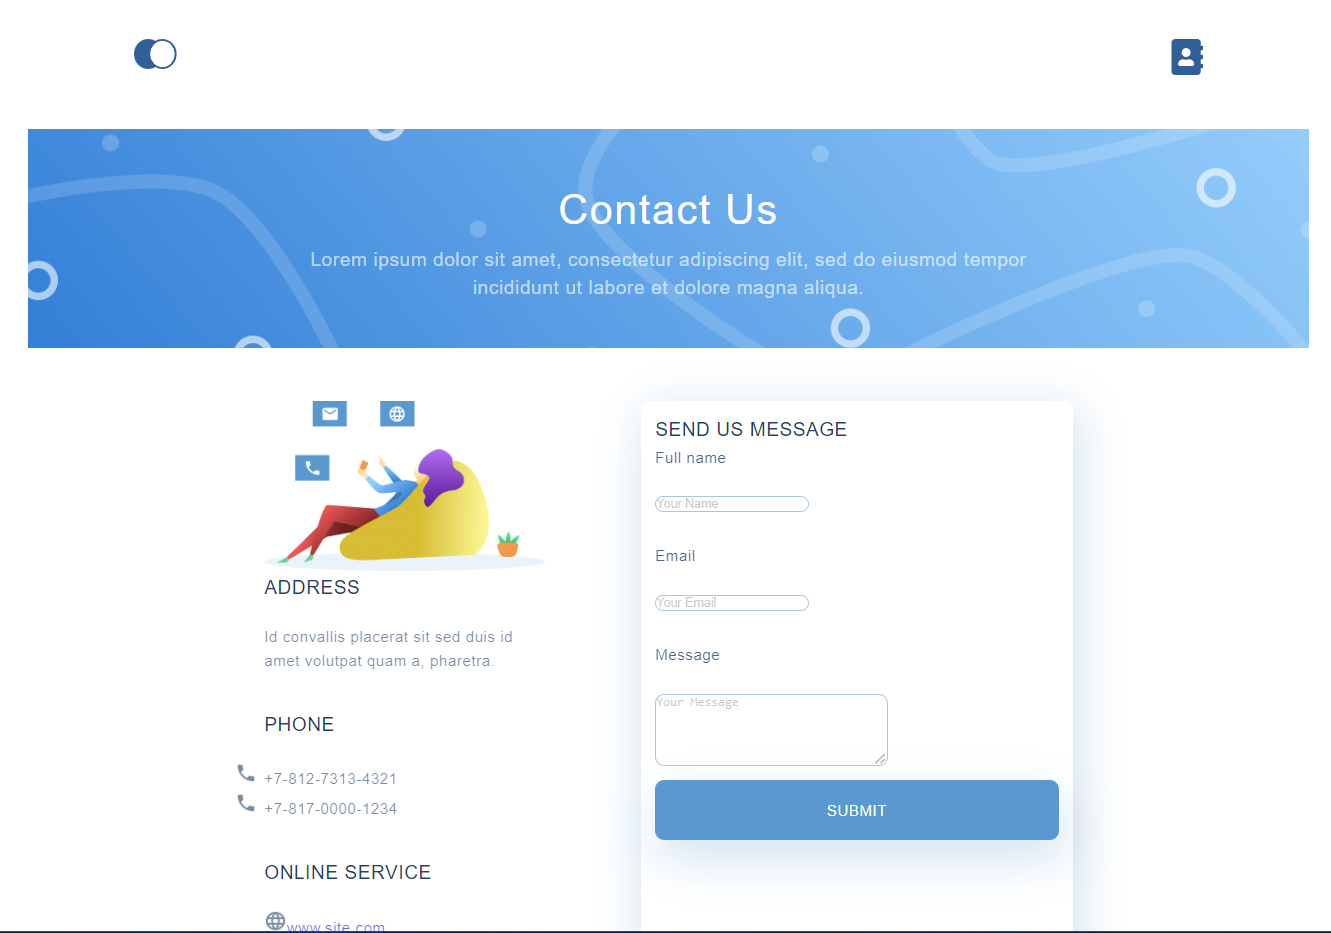 Contact Us
Lorem ipsum dolor sit amet, consectetur adipiscing elit, sed do eiusmod tempor
incididunt ut labore et dolore magna aliqua.
ADDRESS
Id convallis placerat sit sed duis id
amet volutpat quam a, pharetra.
PHONE
+7-812-7313-4321
+7-817-0000-1234
ONLINE SERVICE
www.site.com
SEND US MESSAGE
Full name
Your Name
Email
Your Email
Message
Your Message
SUBMIT